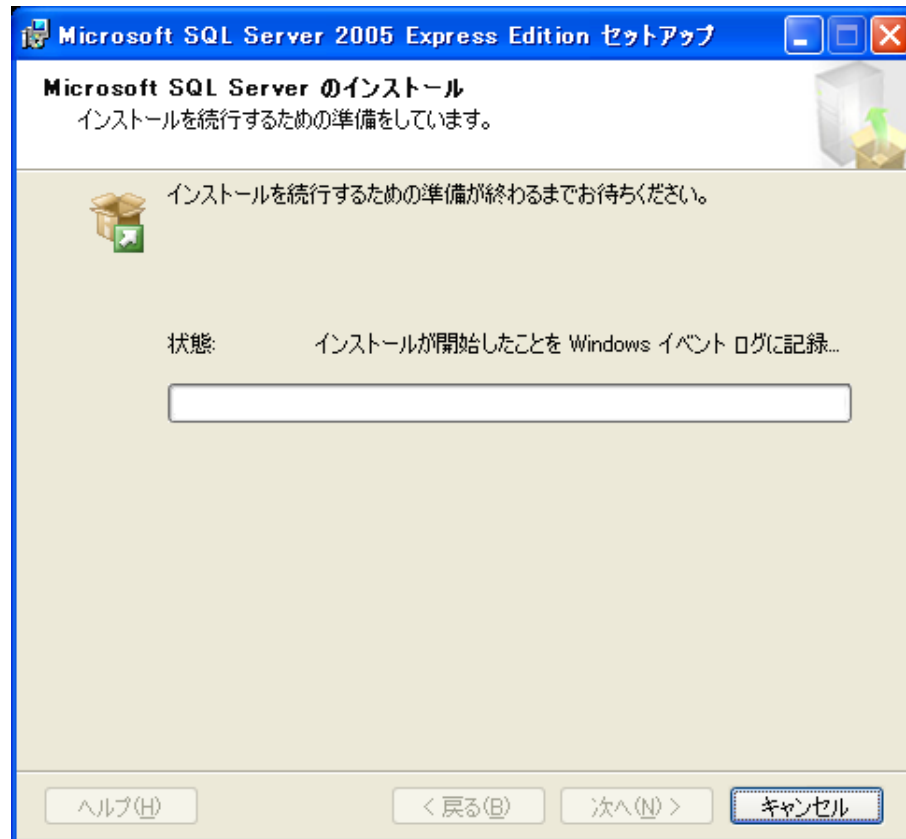 Microsoft SQL Server 2005 Express Edition セットアップ
Microsoft SQL Server のインストール
インストールを続行するための準備をしています。
インストールを続行するための準備が終わるまでお待ちください。
状態: インストールが開始したことを Windows イベント ログに記録...
ヘルプ(H) < 戻る(B) 次へ(N) > キャンセル